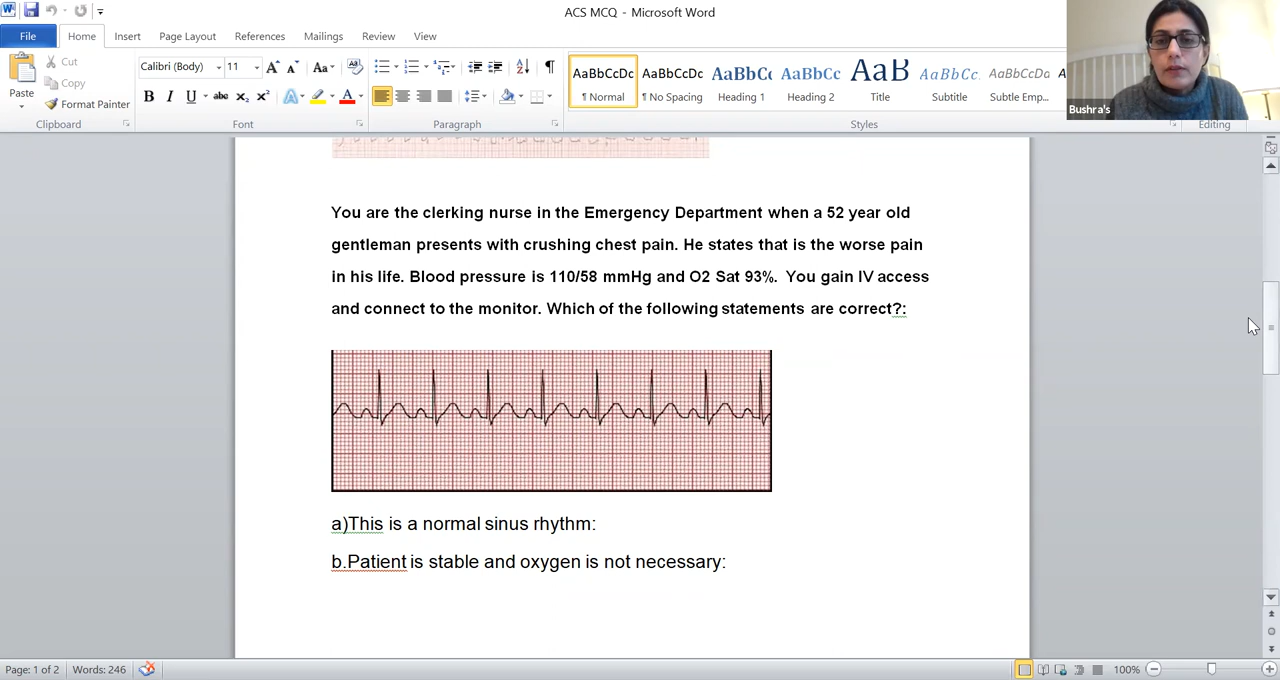 ACS MCQ - Microsoft Word
File Home Insert Page Layout References Mailings Review View
Paste
Cut
Copy
Format Painter
Clipboard
Calibri (Body) 11
Font
Paragraph
AaBbCcDc AaBbCcDc AaBbCc AaBbCc AaB AaBbCc. AaBbCcDa
¶ Normal ¶ No Spacing Heading 1 Heading 2 Title Subtitle Subtle Emp...
Styles
Editing
Bushra's
You are the clerking nurse in the Emergency Department when a 52 year old
gentleman presents with crushing chest pain. He states that is the worse pain
in his life. Blood pressure is 110/58 mmHg and O2 Sat 93%. You gain IV access
and connect to the monitor. Which of the following statements are correct?:
a)This is a normal sinus rhythm:
b.Patient is stable and oxygen is not necessary:
Page: 1 of 2 Words: 246
100%